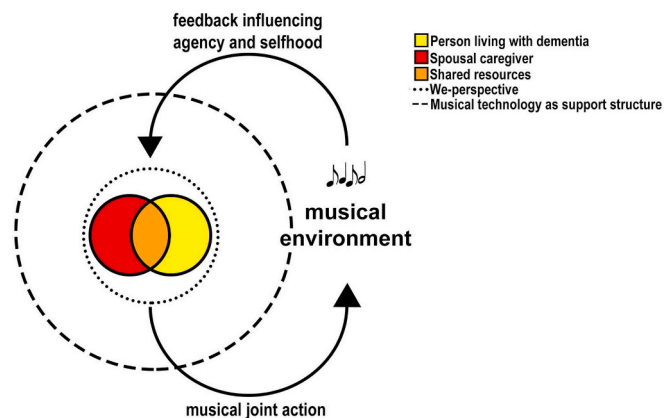 feedback influencing
agency and selfhood
Person living with dementia
Spousal caregiver
Shared resources
We-perspective
Musical technology as support structure
musical
environment
musical joint action